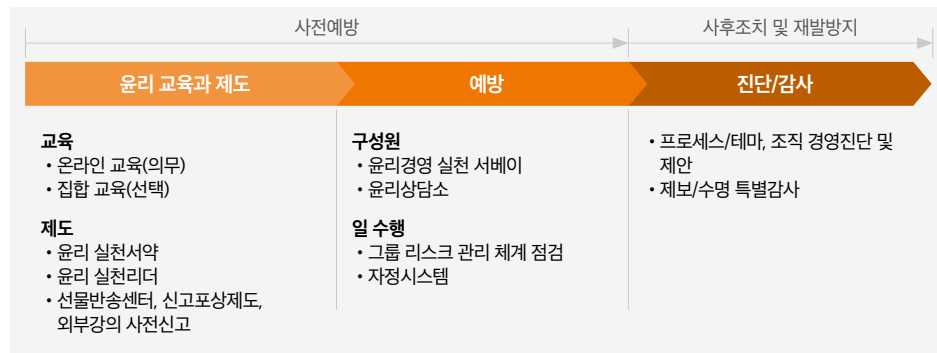 사전예방
사후조치 및 재발방지
윤리 교육과 제도
예방
진단/감사
교육
• 온라인 교육(의무)
• 집합 교육(선택)
제도
• 윤리 실천서약
• 윤리 실천리더
• 선물반송센터, 신고포상제도,
외부강의 사전신고
구성원
• 윤리경영 실천 서베이
• 윤리상담소
일 수행
• 그룹 리스크 관리 체계 점검
• 자정시스템
• 프로세스/테마, 조직 경영진단 및
제안
• 제보/수명 특별감사